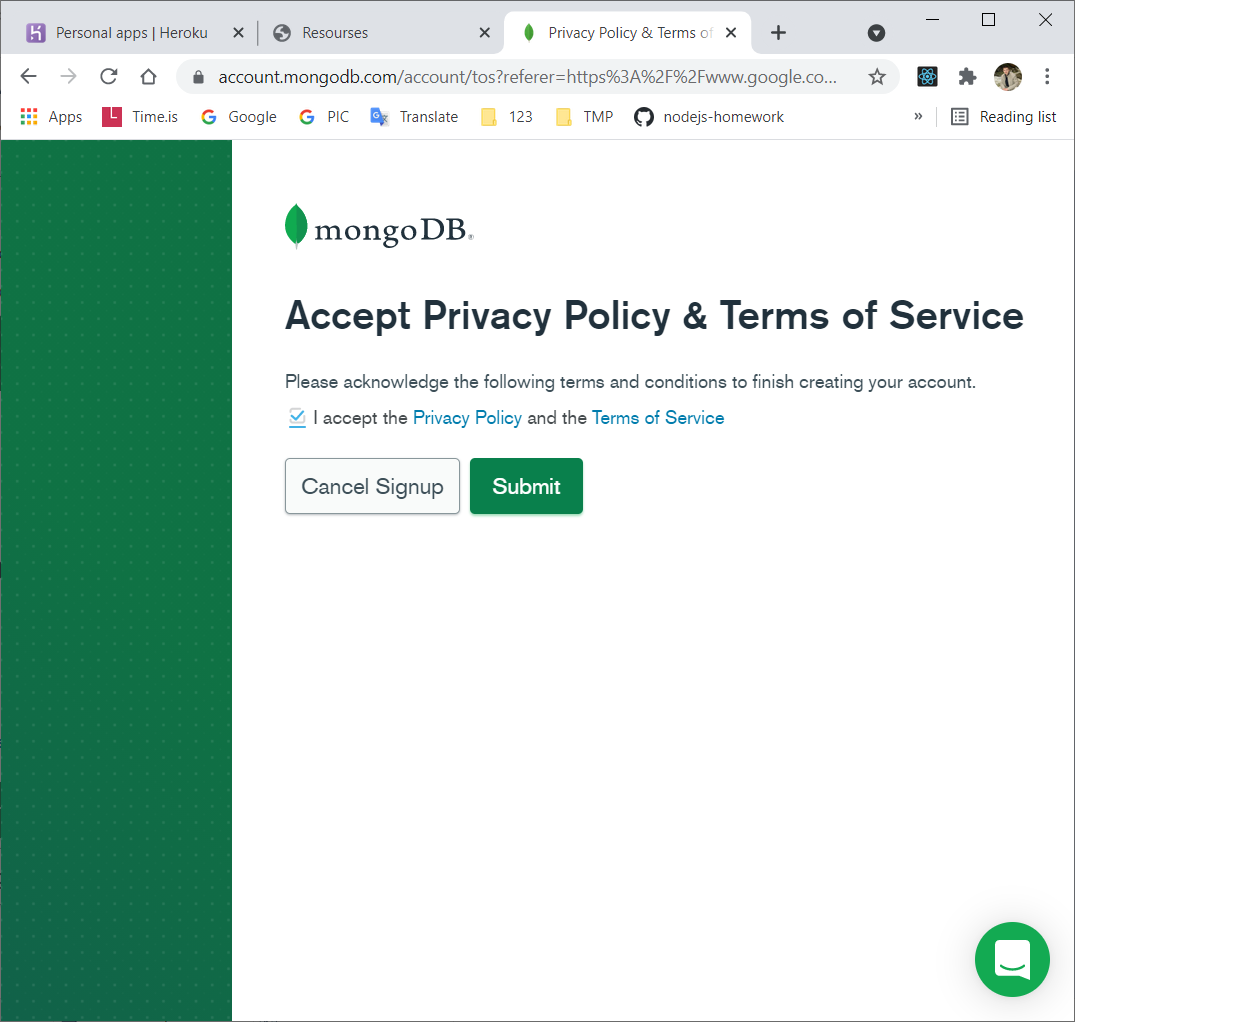 Personal apps | Heroku
Resourses
Privacy Policy & Terms of
account.mongodb.com/account/tos?referer=https%3A%2F%2Fwww.google.co...
Apps
Time.is
Google
PIC
Translate
123
TMP
nodejs-homework
»
Reading list
mongoDB®
Accept Privacy Policy & Terms of Service
Please acknowledge the following terms and conditions to finish creating your account.
I accept the Privacy Policy and the Terms of Service
Cancel Signup
Submit